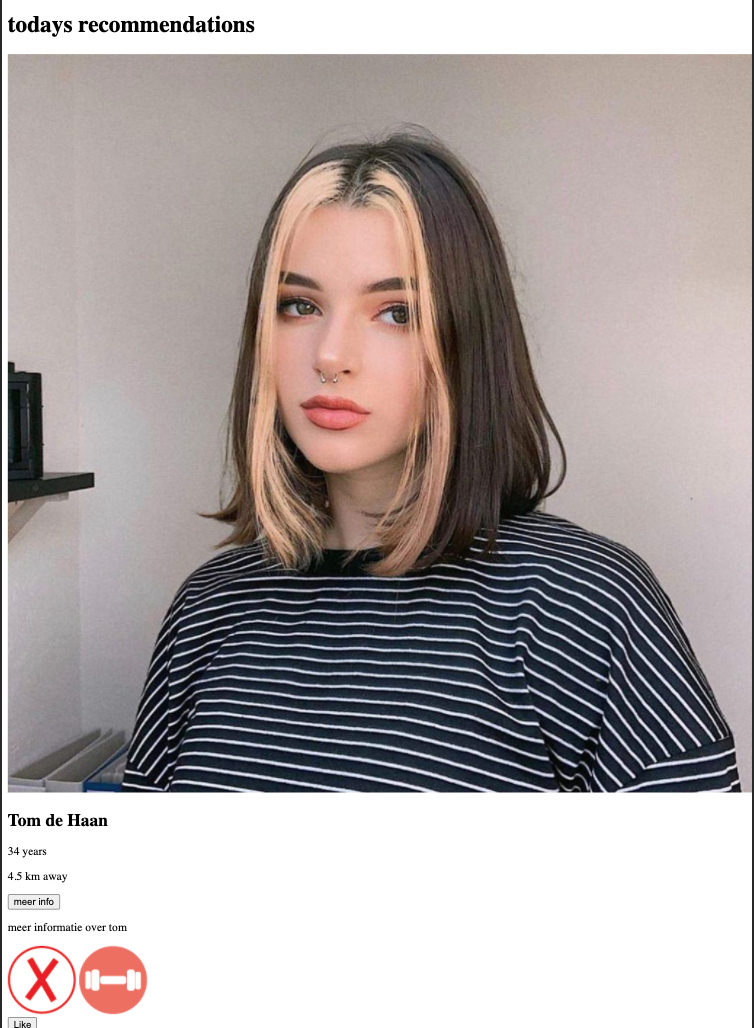 todays recommendations
Tom de Haan
34 years
4.5 km away
meer info
meer informatie over tom
X
Like